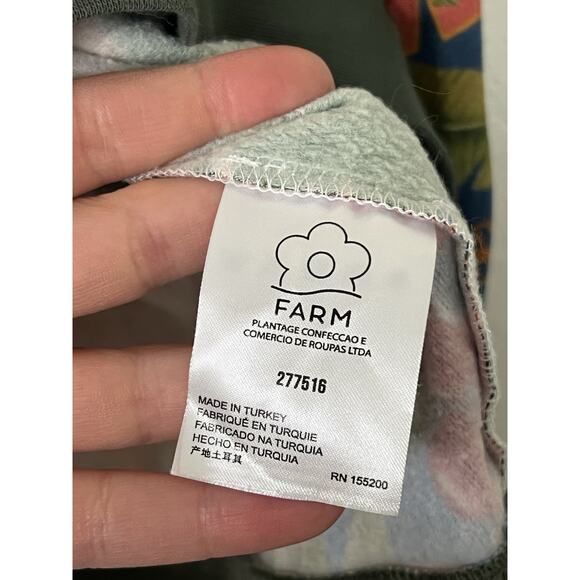 FARM
PLANTAGE CONFECCAO E
COMERCIO DE ROUPAS LTDA
277516
MADE IN TURKEY
FABRIQUÉ EN TURQUIE
FABRICADO NA TURQUIA
HECHO EN TURQUIA
产地土耳其
RN 155200